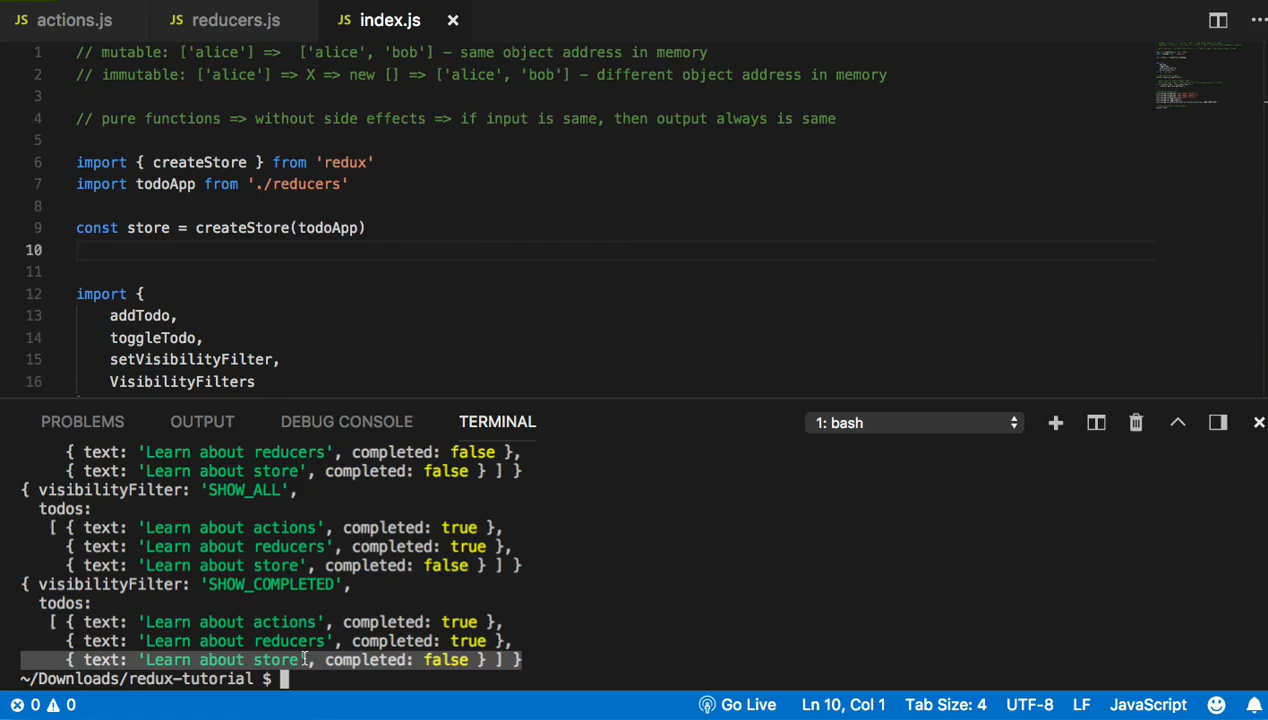 JS actions.js JS reducers.js JS index.js
1 // mutable: ['alice'] => ['alice', 'bob'] - same object address in memory
2 // immutable: ['alice'] => X => new [] => ['alice', 'bob'] - different object address in memory
3
4 // pure functions => without side effects => if input is same, then output always is same
5
6 import { createStore } from 'redux'
7 import todoApp from './reducers'
8
9 const store = createStore(todoApp)
10
11
12 import {
13 addTodo,
14 toggleTodo,
15 setVisibilityFilter,
16 VisibilityFilters
PROBLEMS OUTPUT DEBUG CONSOLE TERMINAL 1: bash
{ text: 'Learn about reducers', completed: false },
{ text: 'Learn about store', completed: false } ] }
{ visibilityFilter: 'SHOW_ALL',
todos:
[ { text: 'Learn about actions', completed: true },
{ text: 'Learn about reducers', completed: true },
{ text: 'Learn about store', completed: false } ] }
{ visibilityFilter: 'SHOW_COMPLETED',
todos:
[ { text: 'Learn about actions', completed: true },
{ text: 'Learn about reducers', completed: true },
{ text: 'Learn about store', completed: false } ] }
~/Downloads/redux-tutorial $
0 0 Go Live Ln 10, Col 1 Tab Size: 4 UTF-8 LF JavaScript